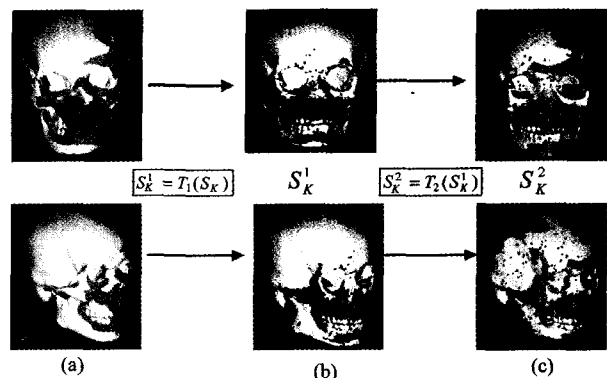 S_K^1 = T_1(S_K) S_K^1 S_K^2 = T_2(S_K^1) S_K^2
(a) (b) (c)